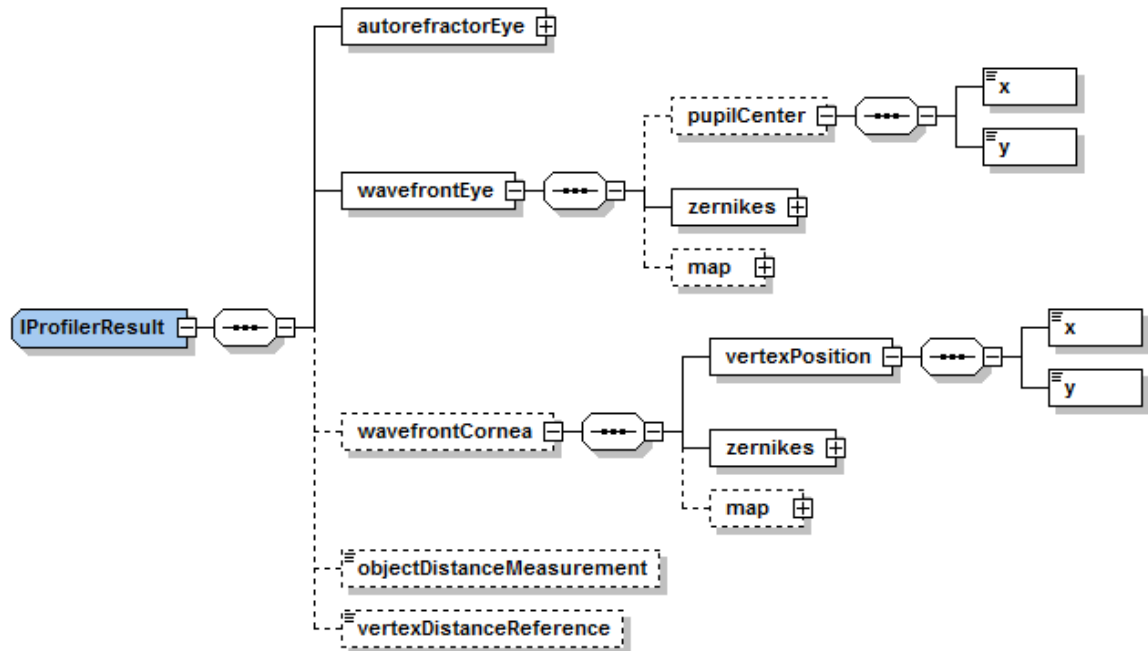 autorefractorEye
pupilCenter
x
y
wavefrontEye
zernikes
map
IProfilerResult
vertexPosition
x
y
wavefrontCornea
zernikes
map
objectDistanceMeasurement
vertexDistanceReference